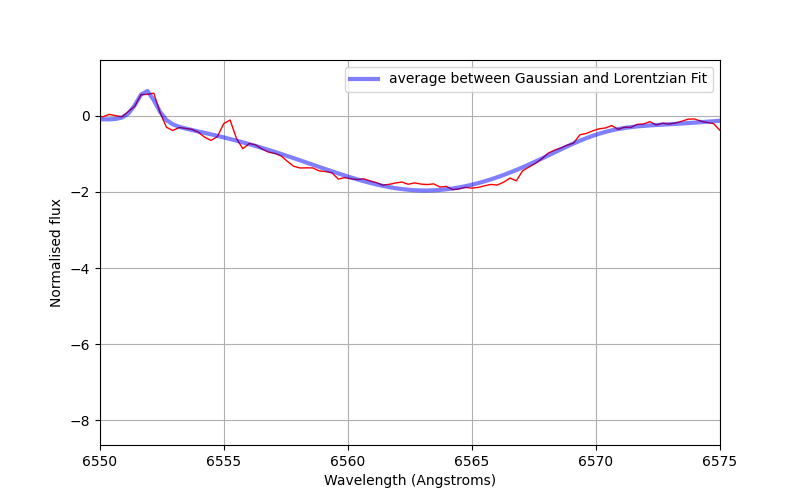 average between Gaussian and Lorentzian Fit
Normalised flux
0
−2
−4
−6
−8
6550 6555 6560 6565 6570 6575
Wavelength (Angstroms)